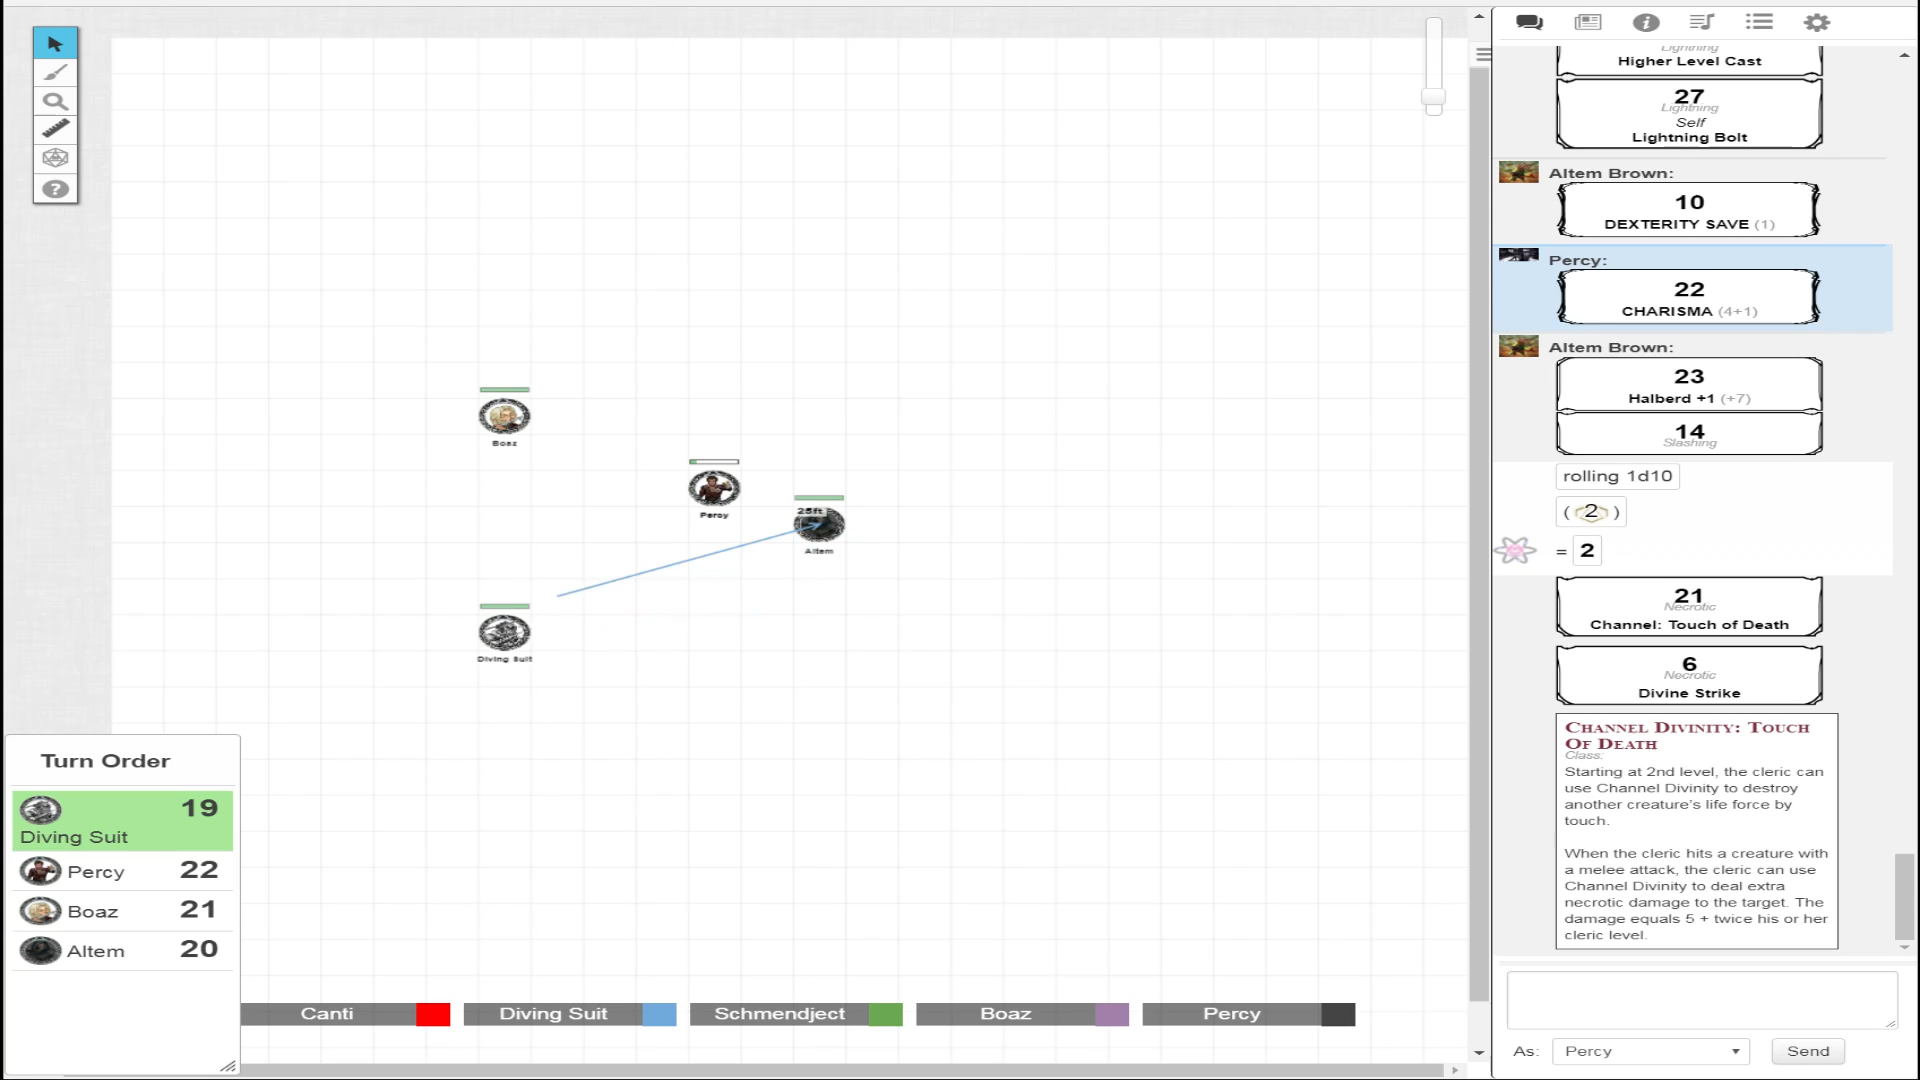 Boaz
Percy
25ft
Altem
Diving Suit
Turn Order
19
Diving Suit
Percy 22
Boaz 21
Altem 20
Canti
Diving Suit
Schmendject
Boaz
Percy
Lightning
Higher Level Cast
27
Lightning
Self
Lightning Bolt
Altem Brown:
10
DEXTERITY SAVE (1)
Percy:
22
CHARISMA (4+1)
Altem Brown:
23
Halberd +1 (+7)
14
Slashing
rolling 1d10
(2)
= 2
21
Necrotic
Channel: Touch of Death
6
Necrotic
Divine Strike
CHANNEL DIVINITY: TOUCH
OF DEATH
Class:
Starting at 2nd level, the cleric can
use Channel Divinity to destroy
another creature's life force by
touch.
When the cleric hits a creature with
a melee attack, the cleric can use
Channel Divinity to deal extra
necrotic damage to the target. The
damage equals 5 + twice his or her
cleric level.
As: Percy
Send